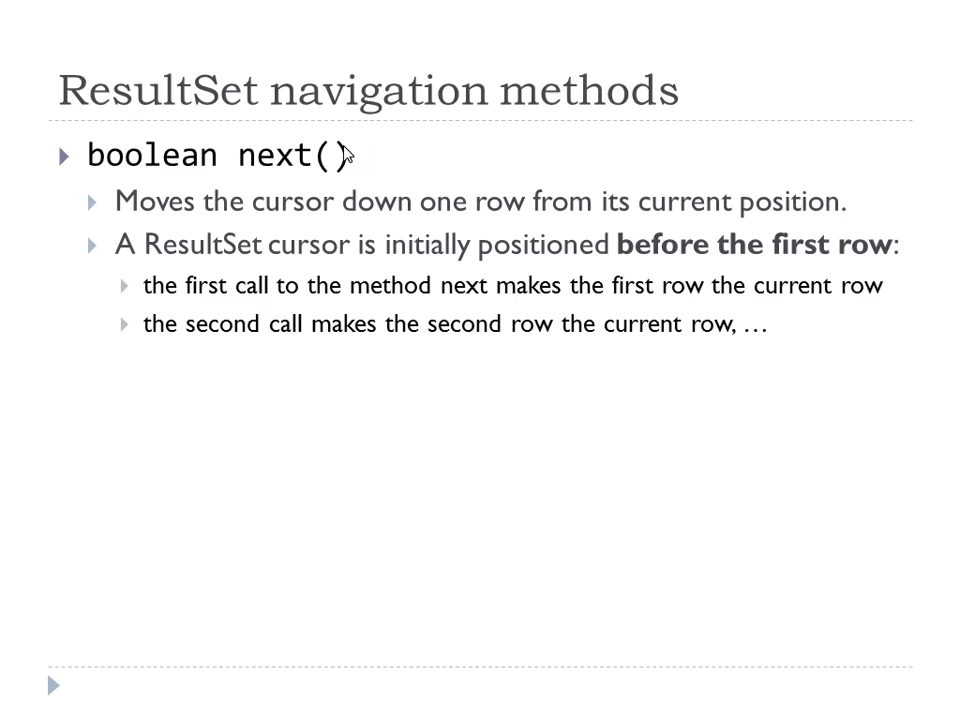 ResultSet navigation methods
boolean next()
Moves the cursor down one row from its current position.
A ResultSet cursor is initially positioned before the first row:
the first call to the method next makes the first row the current row
the second call makes the second row the current row, …